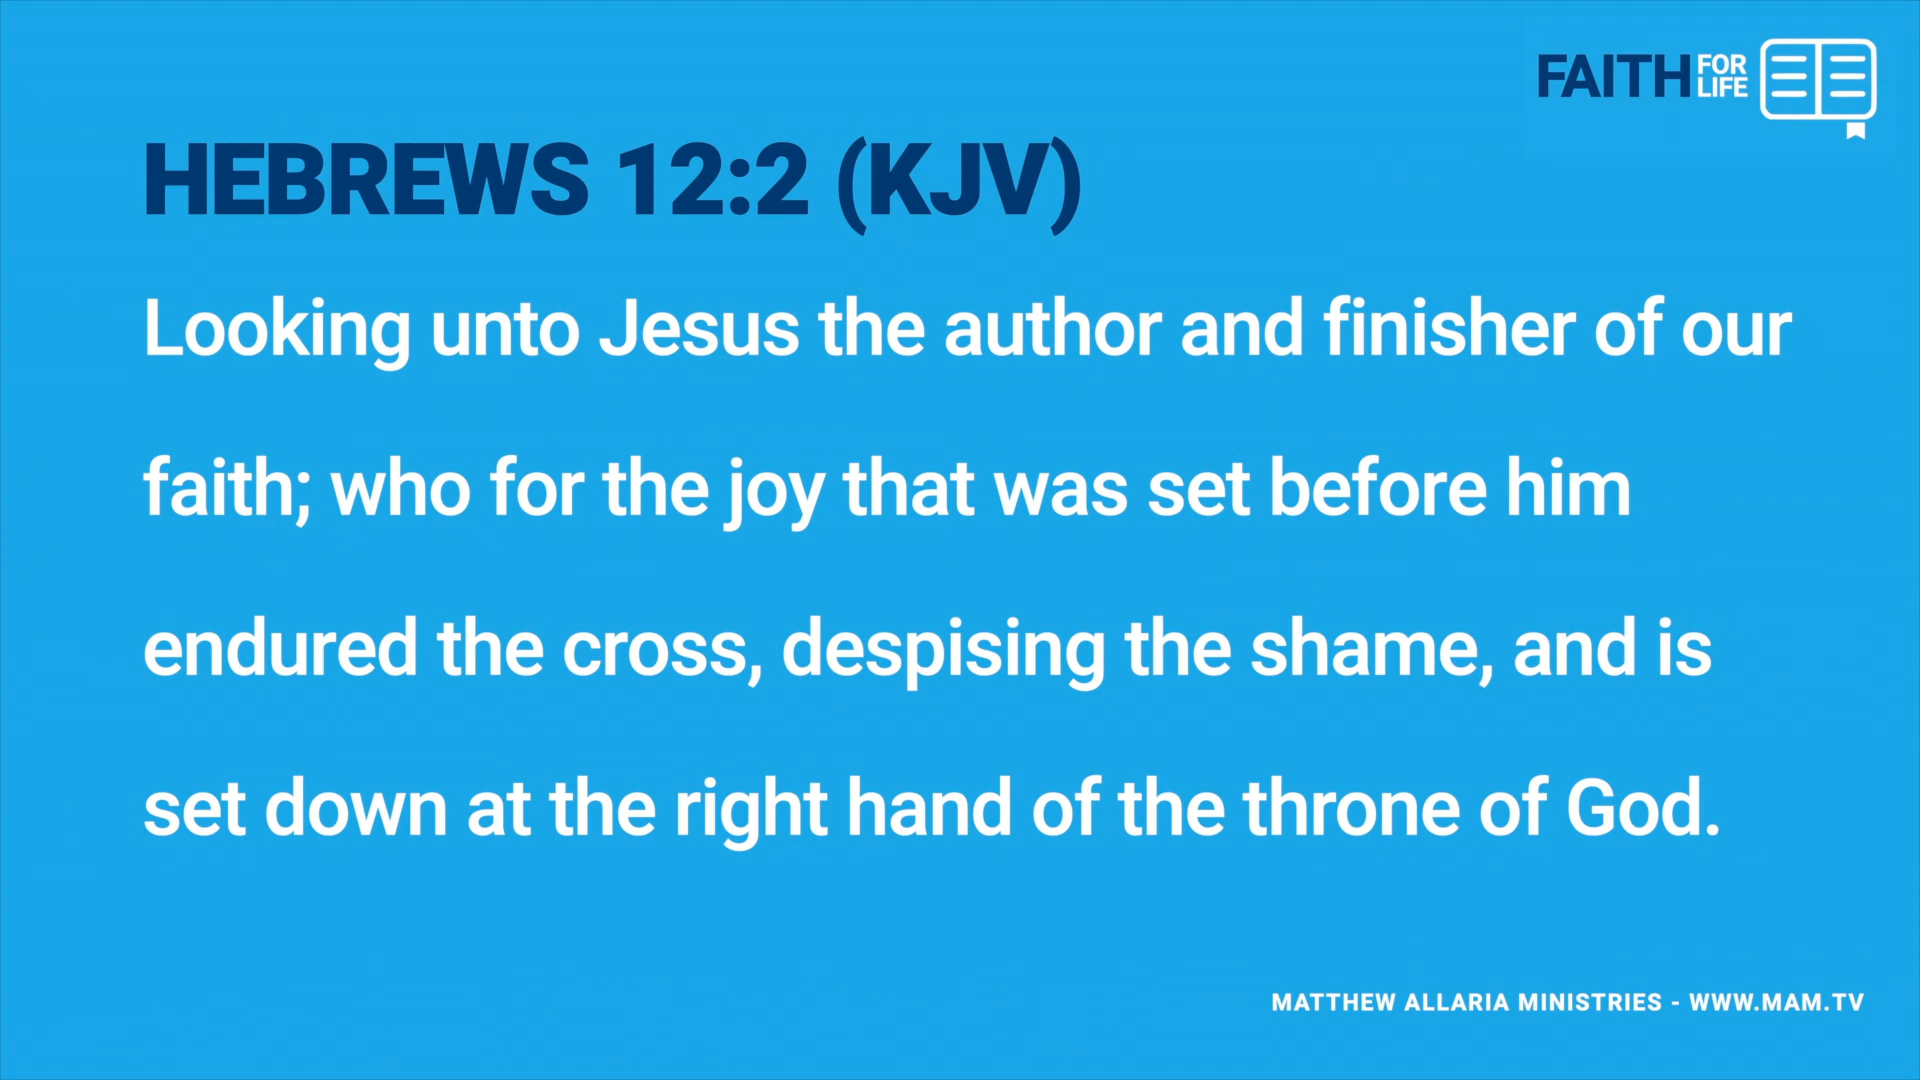 FAITH FOR LIFE
HEBREWS 12:2 (KJV)
Looking unto Jesus the author and finisher of our
faith; who for the joy that was set before him
endured the cross, despising the shame, and is
set down at the right hand of the throne of God.
MATTHEW ALLARIA MINISTRIES - WWW.MAM.TV